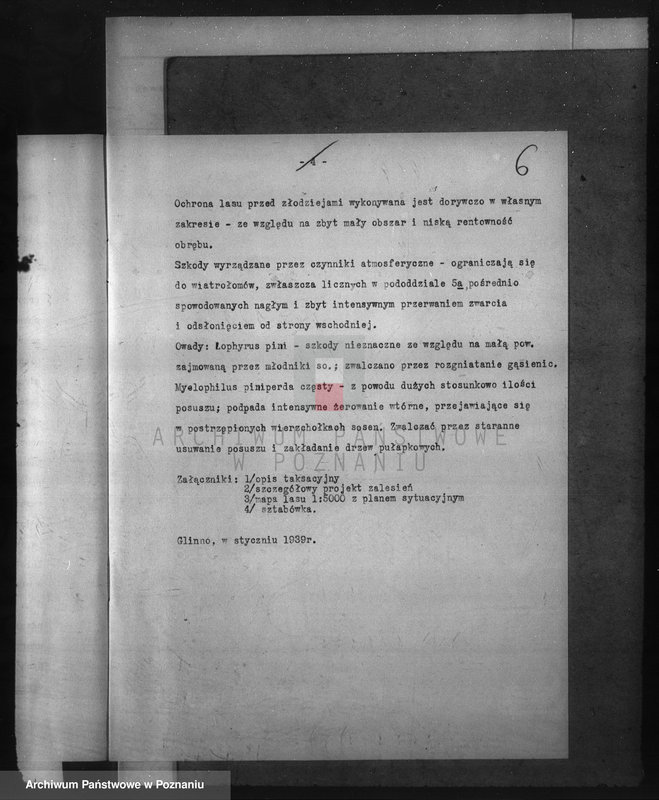 - 4 -
6
Ochrona lasu przed złodziejami wykonywana jest dorywczo w własnym
zakresie - ze względu na zbyt mały obszar i niską rentowność
obrębu.
Szkody wyrządzane przez czynniki atmosferyczne - ograniczają się
do wiatrołomów, zwłaszcza licznych w pododdziale 5a pośrednio
spowodowanych nagłym i zbyt intensywnym przerwaniem zwarcia
i odsłonięciem od strony wschodniej.
Owady: Lophyrus pini - szkody nieznaczne ze względu na małą pow.
zajmowaną przez młodniki so.; zwalczano przez rozgniatanie gąsienic.
Myelophilus piniperda częsty - z powodu dużych stosunkowo ilości
posuszu; podpada intensywne żerowanie wtórne, przejawiające się
w postrzępionych wierzchołkach sosen. Zwalczać przez staranne
usuwanie posuszu i zakładanie drzew pułapkowych.
Załączniki: 1/opis taksacyjny
2/szczegółowy projekt zalesień
3/mapa lasu 1:5000 z planem sytuacyjnym
4/ sztabówka.
Glinno, w styczniu 1939r.
ARCHIWUM PAŃSTWOWE
W POZNANIU
Archiwum Państwowe w Poznaniu